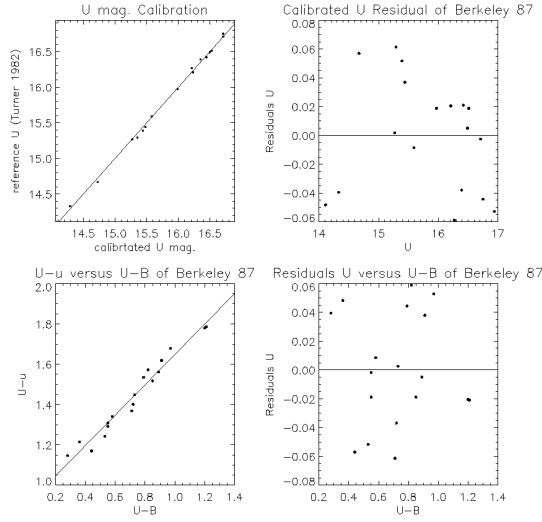 U mag. Calibration
reference U (Turner 1982)
16.5
16.0
15.5
15.0
14.5
14.5 15.0 15.5 16.0 16.5
calibrtated U mag.
Calibrated U Residual of Berkeley 87
Residuals U
0.08
0.06
0.04
0.02
0.00
-0.02
-0.04
-0.06
14 15 16 17
U
U-u versus U-B of Berkeley 87
U-u
2.0
1.8
1.6
1.4
1.2
1.0
0.2 0.4 0.6 0.8 1.0 1.2 1.4
U-B
Residuals U versus U-B of Berkeley 87
Residuals U
0.06
0.04
0.02
0.00
-0.02
-0.04
-0.06
-0.08
0.2 0.4 0.6 0.8 1.0 1.2 1.4
U-B